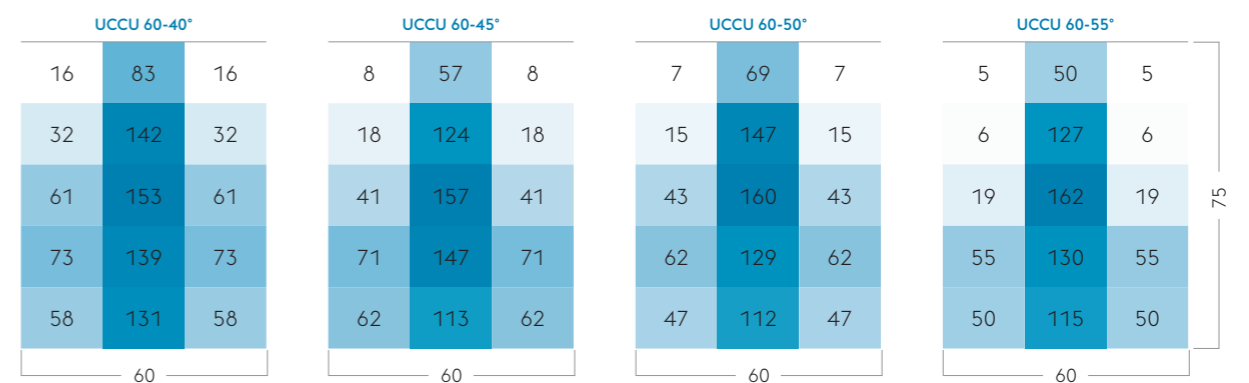 UCCU 60-40° UCCU 60-45° UCCU 60-50° UCCU 60-55°
16 83 16 8 57 8 7 69 7 5 50 5
32 142 32 18 124 18 15 147 15 6 127 6
61 153 61 41 157 41 43 160 43 19 162 19
75
73 139 73 71 147 71 62 129 62 55 130 55
58 131 58 62 113 62 47 112 47 50 115 50
60 60 60 60